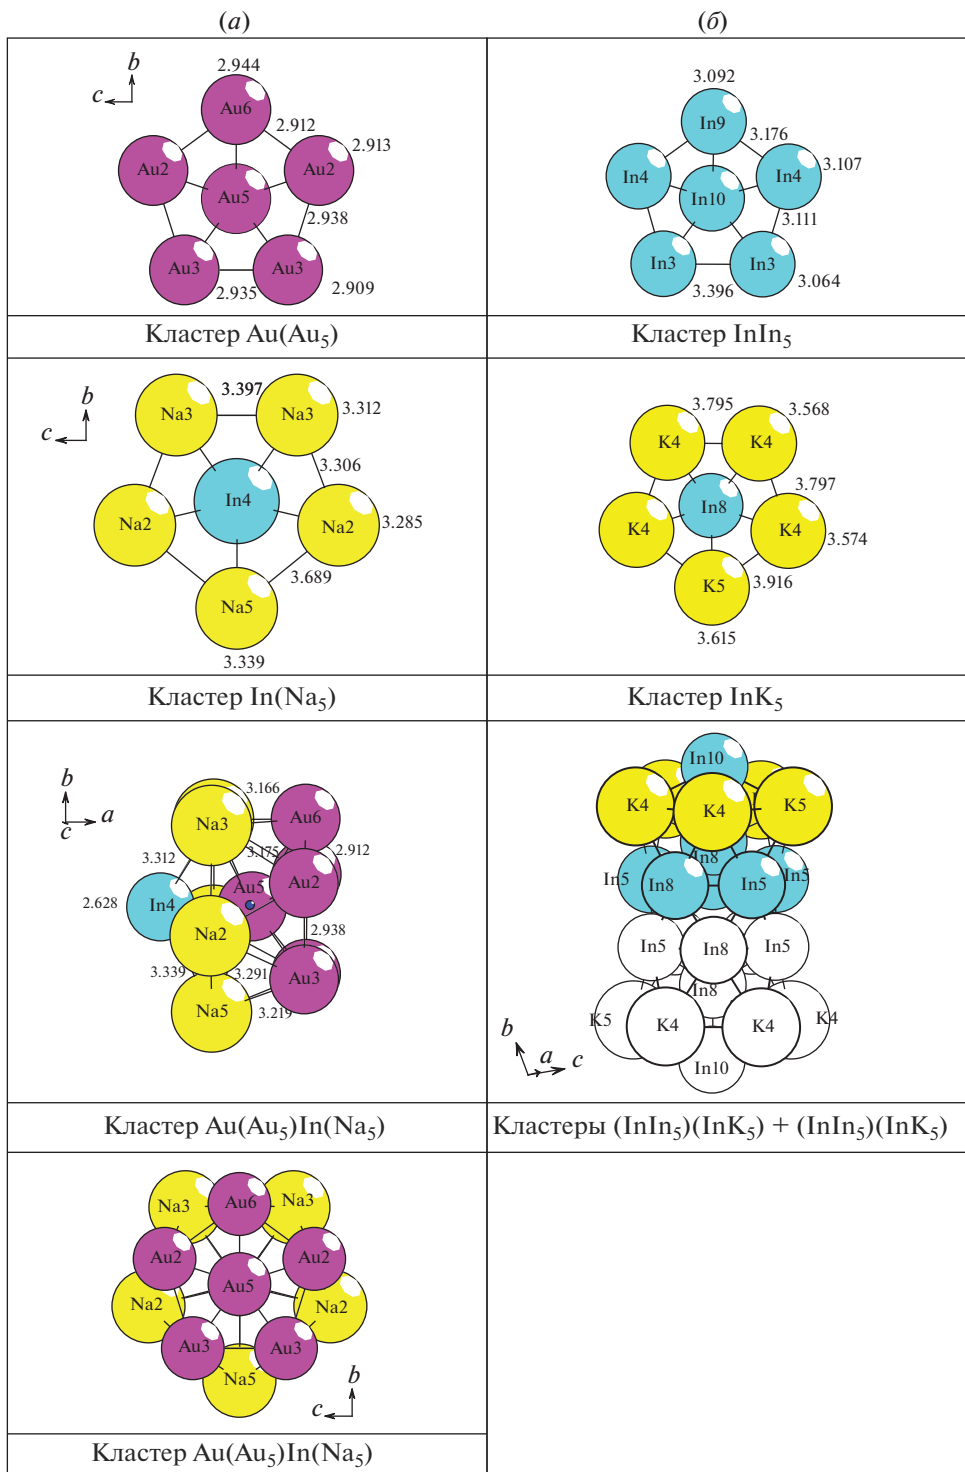 (а)
(б)
b
c
2.944
Au6
2.912
2.913
Au2
Au2
Au5
2.938
Au3
Au3
2.935
2.909
3.092
In9
3.176
In4
In4
3.107
In10
3.111
In3
In3
3.396
3.064
Кластер Au(Au5)
Кластер InIn5
b
c
3.397
Na3
Na3
3.312
3.306
In4
Na2
Na2
3.285
3.689
Na5
3.339
3.795
3.568
K4
K4
3.797
In8
K4
K4
3.574
3.916
K5
3.615
Кластер In(Na5)
Кластер InK5
b
c
a
3.166
Na3
Au6
3.175
2.912
3.312
Au5
Au2
2.628
In4
Na2
2.938
3.339
3.291
Au3
Na5
3.219
In10
K4
K4
K5
In8
In5
In8
In5
In5
In5
In8
In5
In8
K5
K4
K4
K4
In10
b
a
c
Кластер Au(Au5)In(Na5)
Кластеры (InIn5)(InK5) + (InIn5)(InK5)
Na3
Au6
Na3
Au2
Au2
Au5
Na2
Na2
Au3
Au3
Na5
b
c
Кластер Au(Au5)In(Na5)